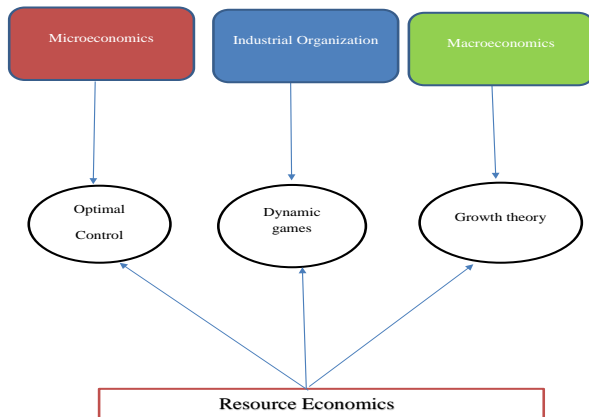 Microeconomics
Industrial Organization
Macroeconomics
Optimal
Control
Dynamic
games
Growth theory
Resource Economics